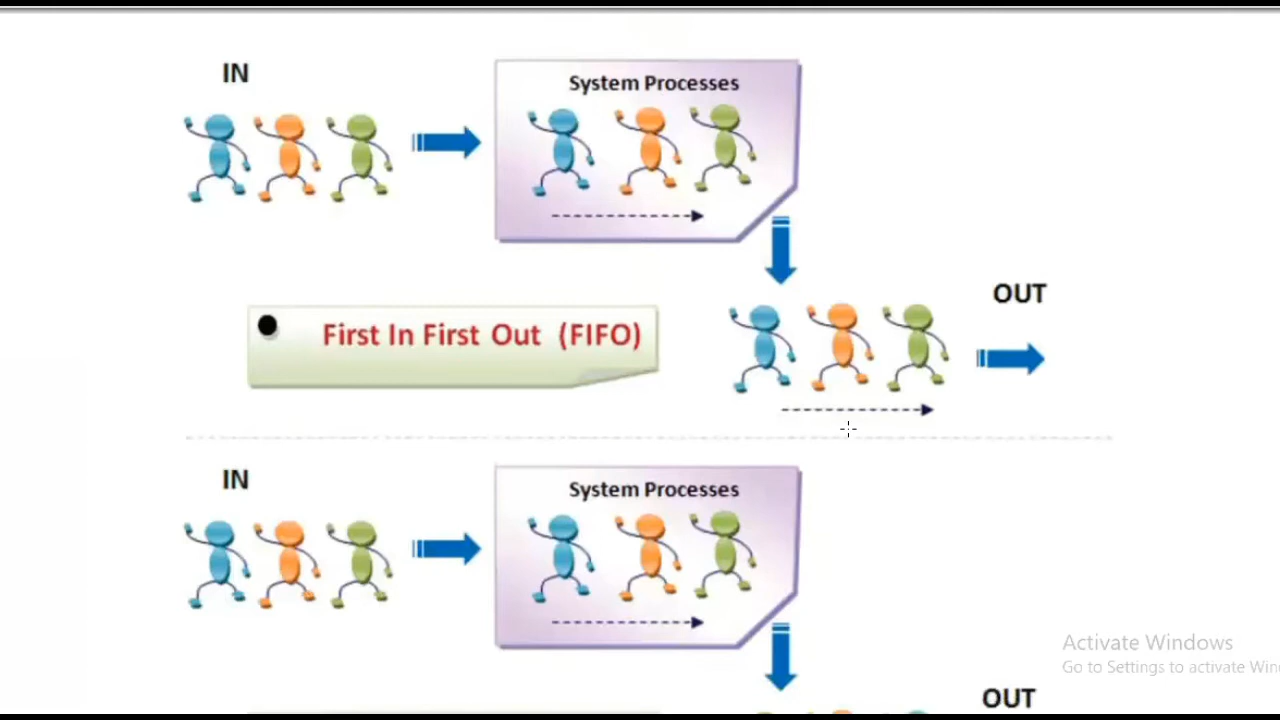 IN
System Processes
OUT
First In First Out (FIFO)
IN
System Processes
Activate Windows
Go to Settings to activate
OUT